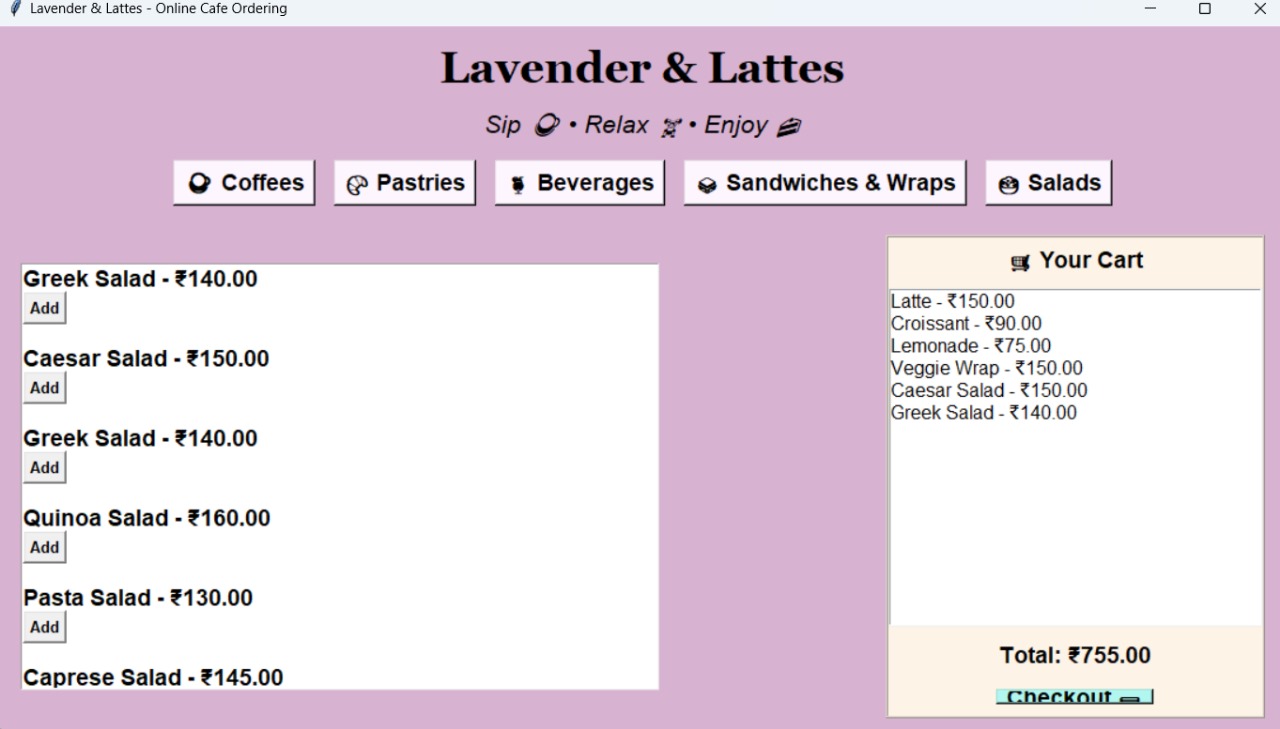 Lavender & Lattes - Online Cafe Ordering
Lavender & Lattes
Sip ☕ • Relax • Enjoy 🍰
Coffees Pastries Beverages Sandwiches & Wraps Salads
Greek Salad - ₹140.00
Add
Caesar Salad - ₹150.00
Add
Greek Salad - ₹140.00
Add
Quinoa Salad - ₹160.00
Add
Pasta Salad - ₹130.00
Add
Caprese Salad - ₹145.00
Your Cart
Latte - ₹150.00
Croissant - ₹90.00
Lemonade - ₹75.00
Veggie Wrap - ₹150.00
Caesar Salad - ₹150.00
Greek Salad - ₹140.00
Total: ₹755.00
Checkout